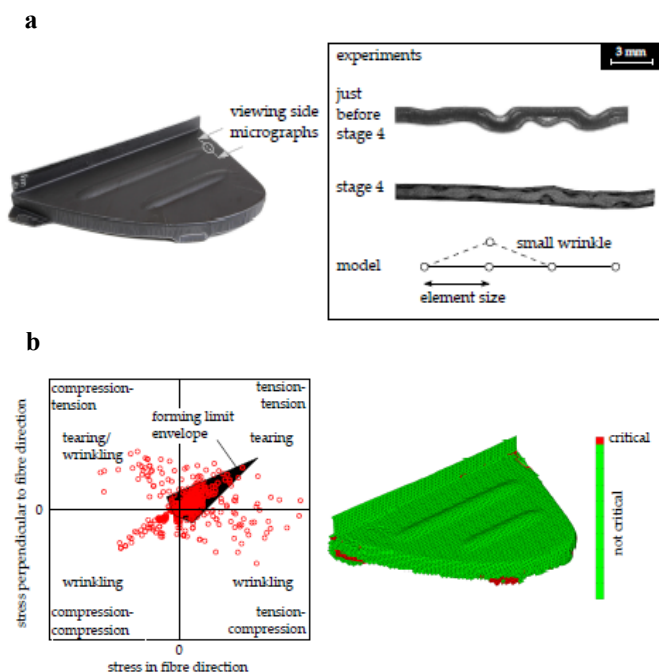 a
viewing side
micrographs
experiments
3 mm
just
before
stage 4
stage 4
small wrinkle
model
element size
b
compression-
tension
tension-
tension
forming limit
envelope
tearing/
wrinkling
tearing
critical
stress perpendicular to fibre direction
0
not critical
wrinkling
wrinkling
compression-
compression
tension-
compression
0
stress in fibre direction